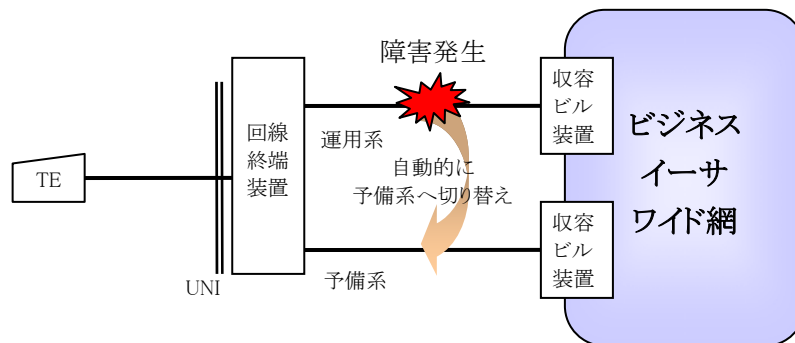 障害発生
収容
ビル
装置
ビジネス
イーサ
ワイド網
回線
終端
装置
運用系
自動的に
予備系へ切り替え
TE
収容
ビル
装置
予備系
UNI